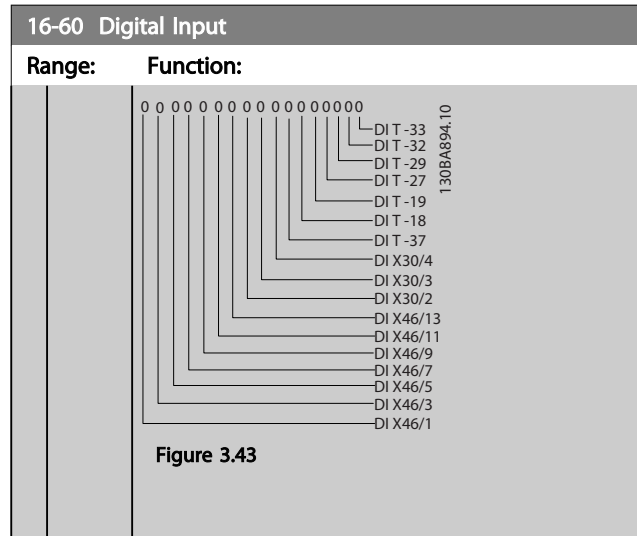 16-60 Digital Input
Range: Function:
0 0 0 0 0 0 0 0 0 0 0 0 0 0 0 0 0
DI T -33
DI T -32
DI T -29
DI T -27
DI T -19
DI T -18
DI T -37
DI X30/4
DI X30/3
DI X30/2
DI X46/13
DI X46/11
DI X46/9
DI X46/7
DI X46/5
DI X46/3
DI X46/1
130BA894.10
Figure 3.43